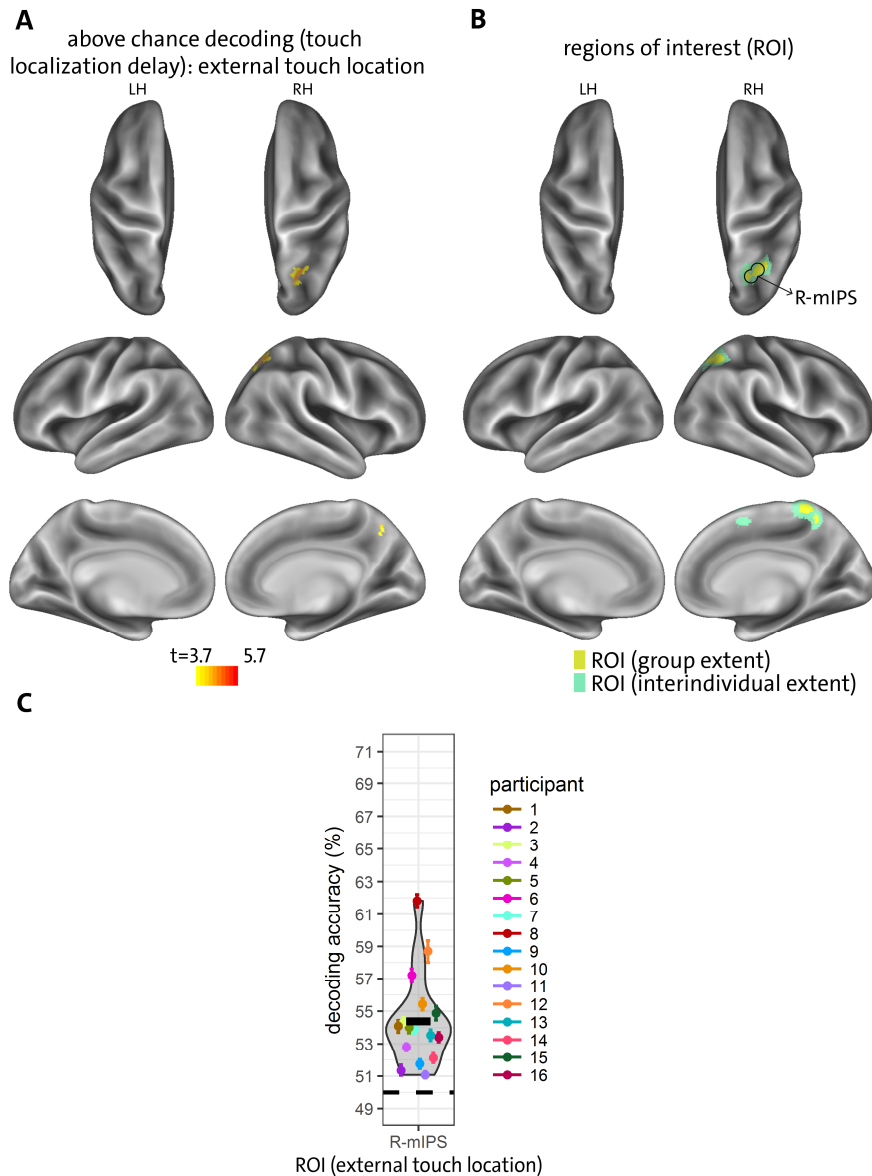 A
above chance decoding (touch
localization delay): external touch location
LH
RH
B
regions of interest (ROI)
LH
RH
R-mIPS
t=3.7
5.7
ROI (group extent)
ROI (interindividual extent)
C
decoding accuracy (%)
71
69
67
65
63
61
59
57
55
53
51
49
R-mIPS
ROI (external touch location)
participant
1
2
3
4
5
6
7
8
9
10
11
12
13
14
15
16